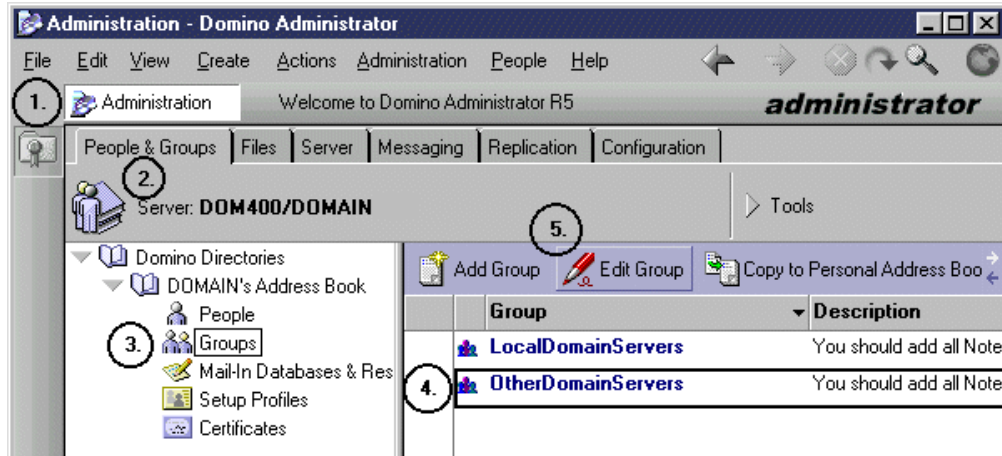 Administration - Domino Administrator
File Edit View Create Actions Administration People Help
1. Administration Welcome to Domino Administrator R5 administrator
People & Groups Files Server Messaging Replication Configuration
2.
Server: DOM400/DOMAIN Tools
5.
Domino Directories Add Group Edit Group Copy to Personal Address Boo
DOMAIN's Address Book
Group Description
People
3. Groups LocalDomainServers You should add all Note
Mail-In Databases & Res 4. OtherDomainServers You should add all Note
Setup Profiles
Certificates